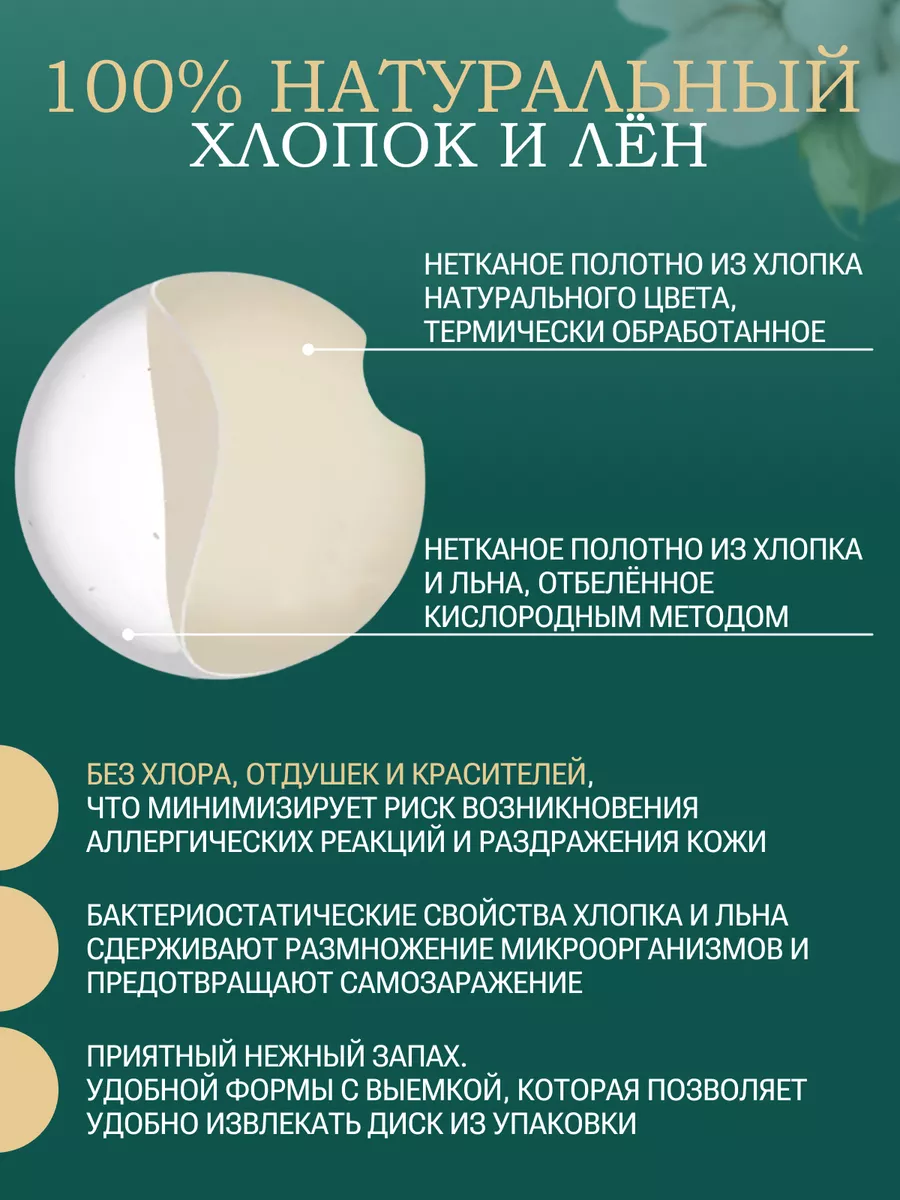 100% НАТУРАЛЬНЫЙ
ХЛОПОК И ЛЁН
НЕТКАНОЕ ПОЛОТНО ИЗ ХЛОПКА
НАТУРАЛЬНОГО ЦВЕТА,
ТЕРМИЧЕСКИ ОБРАБОТАННОЕ
НЕТКАНОЕ ПОЛОТНО ИЗ ХЛОПКА
И ЛЬНА, ОТБЕЛЁННОЕ
КИСЛОРОДНЫМ МЕТОДОМ
БЕЗ ХЛОРА, ОТДУШЕК И КРАСИТЕЛЕЙ,
ЧТО МИНИМИЗИРУЕТ РИСК ВОЗНИКНОВЕНИЯ
АЛЛЕРГИЧЕСКИХ РЕАКЦИЙ И РАЗДРАЖЕНИЯ КОЖИ
БАКТЕРИОСТАТИЧЕСКИЕ СВОЙСТВА ХЛОПКА И ЛЬНА
СДЕРЖИВАЮТ РАЗМНОЖЕНИЕ МИКРООРГАНИЗМОВ И
ПРЕДОТВРАЩАЮТ САМОЗАРАЖЕНИЕ
ПРИЯТНЫЙ НЕЖНЫЙ ЗАПАХ.
УДОБНОЙ ФОРМЫ С ВЫЕМКОЙ, КОТОРАЯ ПОЗВОЛЯЕТ
УДОБНО ИЗВЛЕКАТЬ ДИСК ИЗ УПАКОВКИ